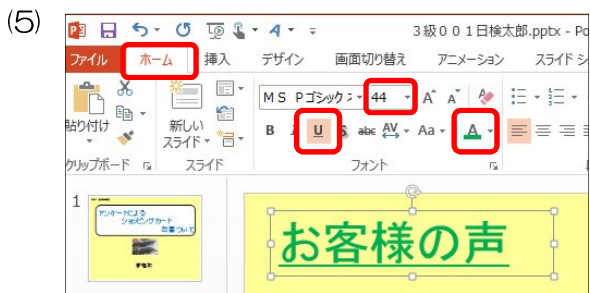 (5)
3級001日検太郎.pptx - Po
ファイル ホーム 挿入 デザイン 画面切り替え アニメーション スライド シ
MS Pゴシック 44 A A
貼り付け 新しい スライド B I U S abc AV Aa A
クリップボード スライド フォント
1
アンケートによる
ショッピングカート
改善ついて
お客様の声